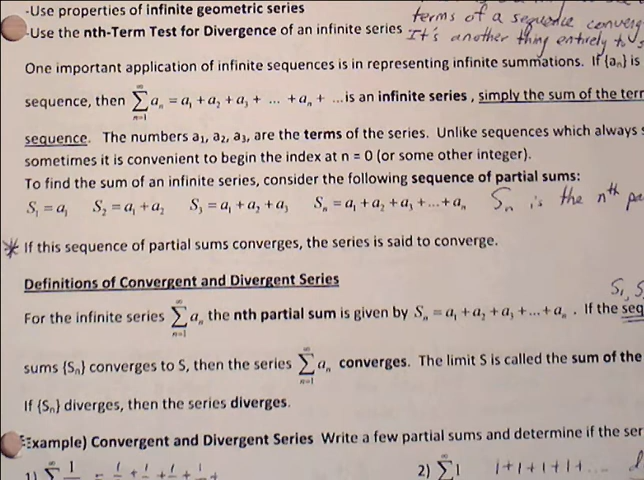 -Use properties of infinite geometric series
-Use the nth-Term Test for Divergence of an infinite series
terms of a sequence converg
It's another thing entirely to
One important application of infinite sequences is in representing infinite summations. If {aₙ} is
sequence, then ∑_{n=1}^{∞} aₙ = a₁ + a₂ + a₃ + ... + aₙ + ... is an infinite series, simply the sum of the terr
sequence. The numbers a₁, a₂, a₃, are the terms of the series. Unlike sequences which always s
sometimes it is convenient to begin the index at n = 0 (or some other integer).
To find the sum of an infinite series, consider the following sequence of partial sums:
S₁ = a₁ S₂ = a₁ + a₂ S₃ = a₁ + a₂ + a₃ Sₙ = a₁ + a₂ + a₃ + ... + aₙ Sₙ is the nth pa
* If this sequence of partial sums converges, the series is said to converge.
Definitions of Convergent and Divergent Series
S₁, S
For the infinite series ∑_{n=1}^{∞} aₙ the nth partial sum is given by Sₙ = a₁ + a₂ + a₃ + ... + aₙ . If the seq
sums {Sₙ} converges to S, then the series ∑_{n=1}^{∞} aₙ converges. The limit S is called the sum of the
If {Sₙ} diverges, then the series diverges.
Example) Convergent and Divergent Series Write a few partial sums and determine if the ser
1) ∑ 1 = 1 + 1 + 1 + 1 +
2) ∑ 1 1+1+1+1+...